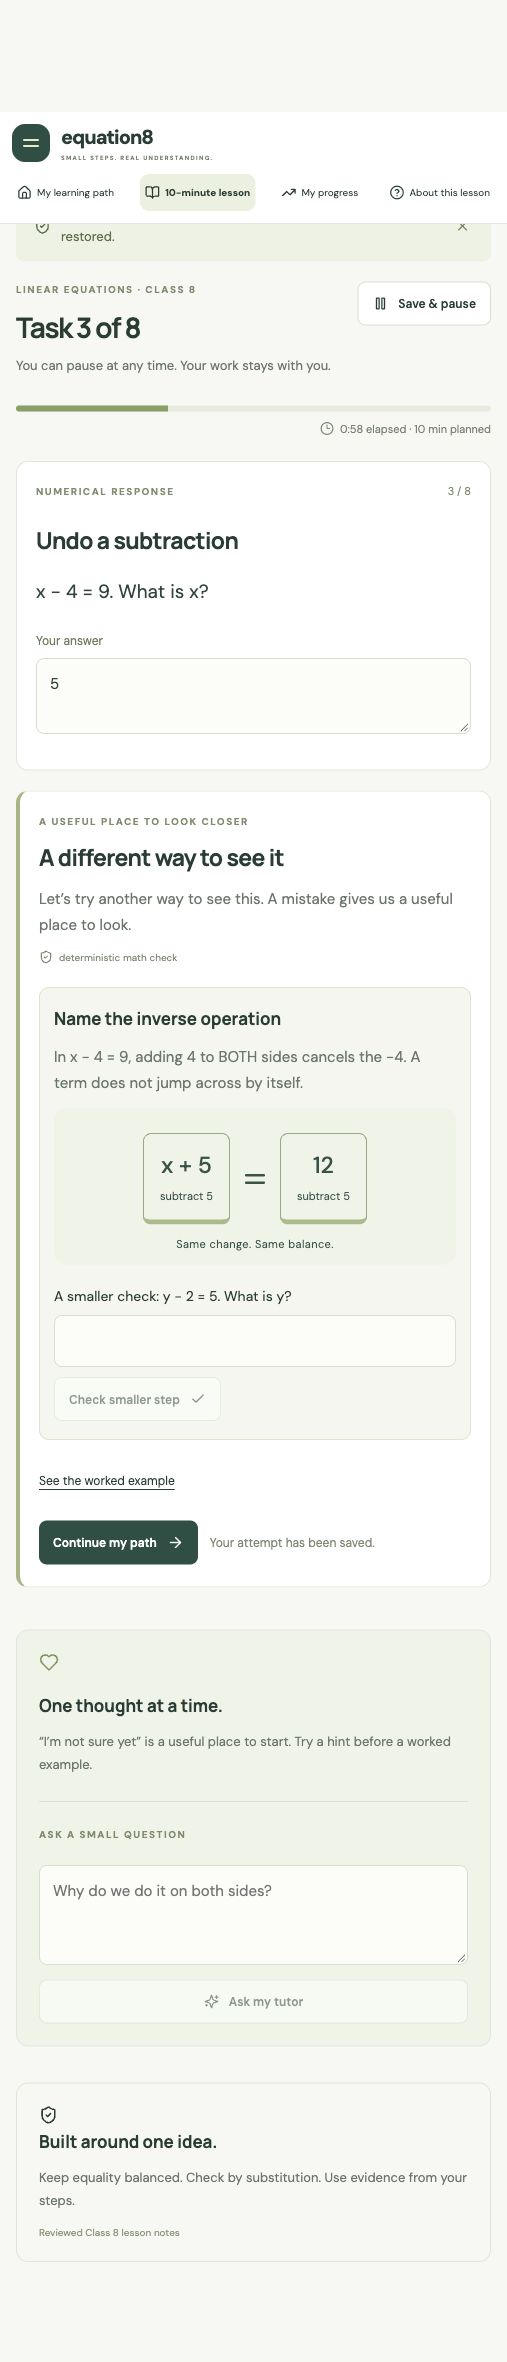 equation8
SMALL STEPS. REAL UNDERSTANDING.
My learning path
10-minute lesson
My progress
About this lesson
restored.
LINEAR EQUATIONS · CLASS 8
Save & pause
Task 3 of 8
You can pause at any time. Your work stays with you.
0:58 elapsed · 10 min planned
NUMERICAL RESPONSE
3 / 8
Undo a subtraction
x − 4 = 9. What is x?
Your answer
5
A USEFUL PLACE TO LOOK CLOSER
A different way to see it
Let’s try another way to see this. A mistake gives us a useful
place to look.
deterministic math check
Name the inverse operation
In x − 4 = 9, adding 4 to BOTH sides cancels the −4. A
term does not jump across by itself.
x + 5
subtract 5
=
12
subtract 5
Same change. Same balance.
A smaller check: y − 2 = 5. What is y?
Check smaller step
See the worked example
Continue my path
Your attempt has been saved.
One thought at a time.
“I’m not sure yet” is a useful place to start. Try a hint before a worked
example.
ASK A SMALL QUESTION
Why do we do it on both sides?
Ask my tutor
Built around one idea.
Keep equality balanced. Check by substitution. Use evidence from your
steps.
Reviewed Class 8 lesson notes